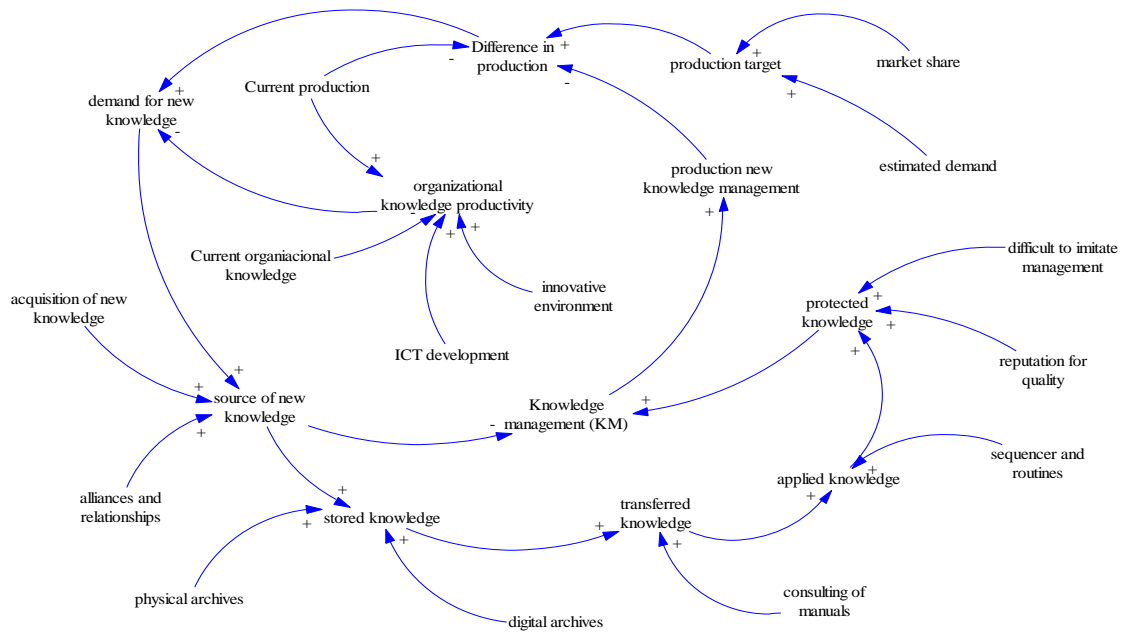 Difference in
production
production target
market share
Current production
demand for new
knowledge
estimated demand
production new
knowledge management
organizational
knowledge productivity
Current organiacional
knowledge
difficult to imitate
management
innovative
environment
acquisition of new
knowledge
protected
knowledge
ICT development
reputation for
quality
source of new
knowledge
Knowledge
management (KM)
sequencer and
routines
applied knowledge
alliances and
relationships
stored knowledge
transferred
knowledge
physical archives
digital archives
consulting of
manuals